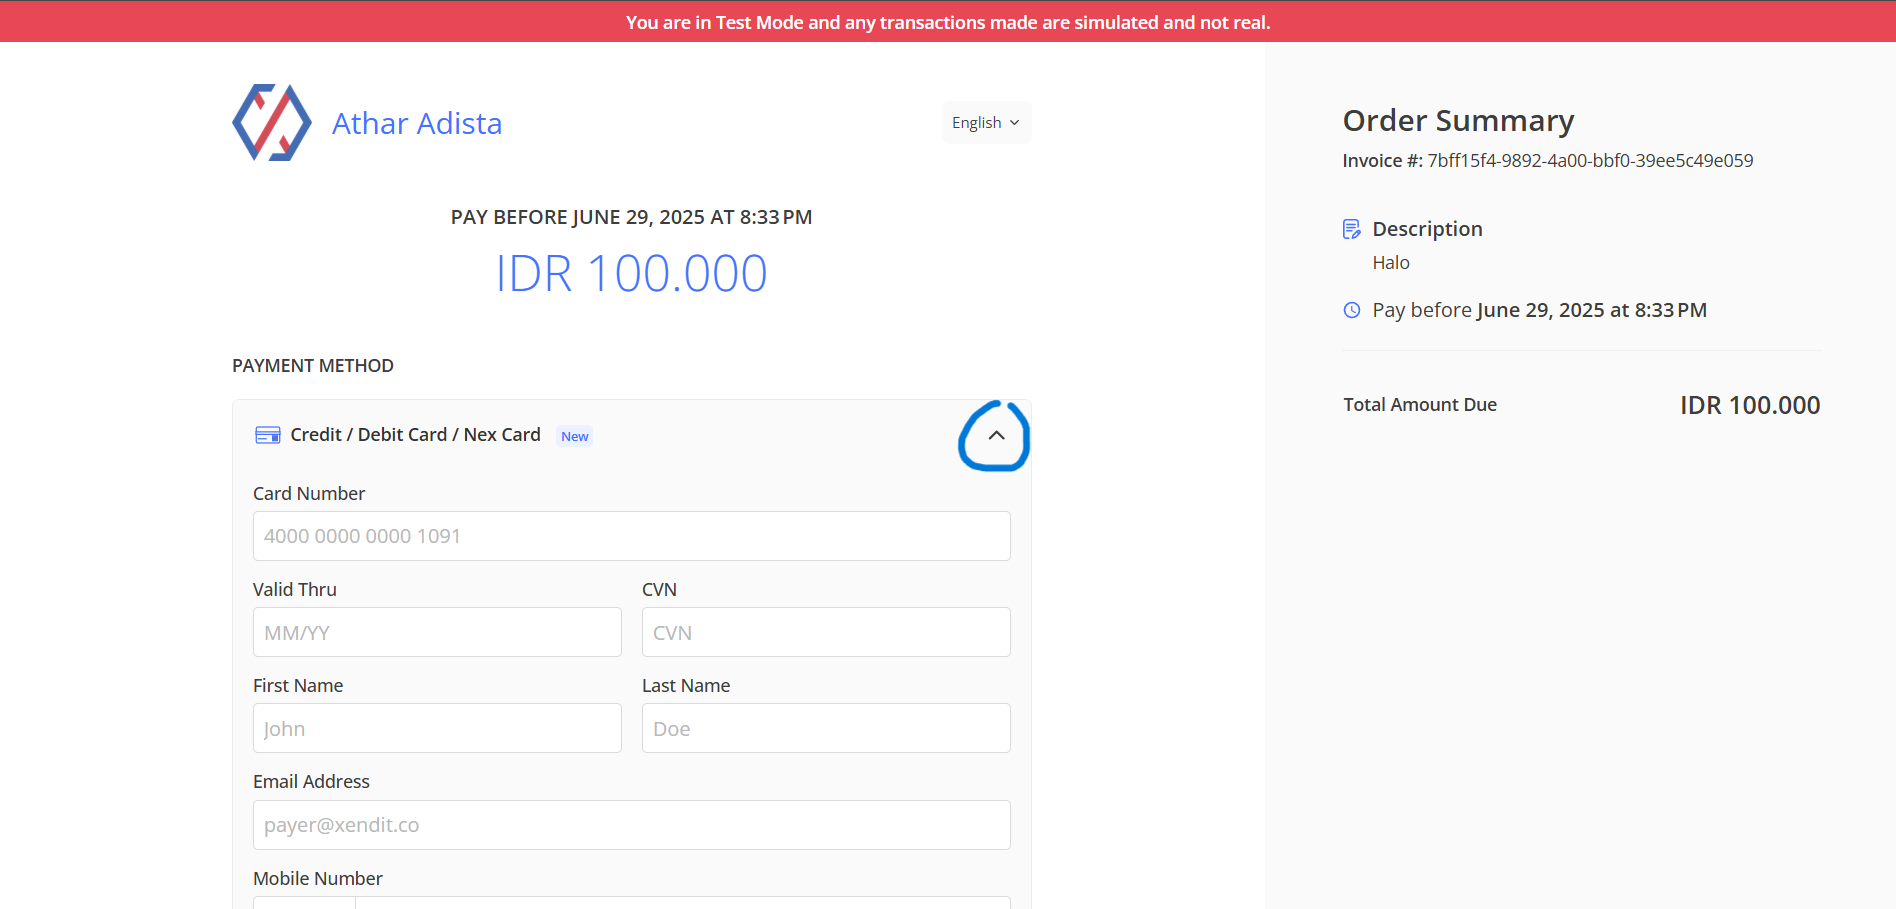 You are in Test Mode and any transactions made are simulated and not real.
Athar Adista
English
PAY BEFORE JUNE 29, 2025 AT 8:33 PM
IDR 100.000
PAYMENT METHOD
Credit / Debit Card / Nex Card New
Card Number
4000 0000 0000 1091
Valid Thru CVN
MM/YY CVN
First Name Last Name
John Doe
Email Address
payer@xendit.co
Mobile Number
Order Summary
Invoice #: 7bff15f4-9892-4a00-bbf0-39ee5c49e059
Description
Halo
Pay before June 29, 2025 at 8:33 PM
Total Amount Due IDR 100.000